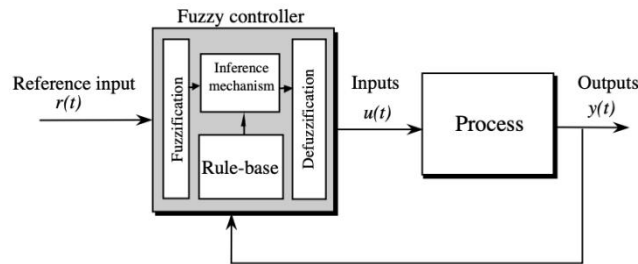 Fuzzy controller
Reference input
r(t)
Fuzzification
Inference
mechanism
Rule-base
Defuzzification
Inputs
u(t)
Process
Outputs
y(t)